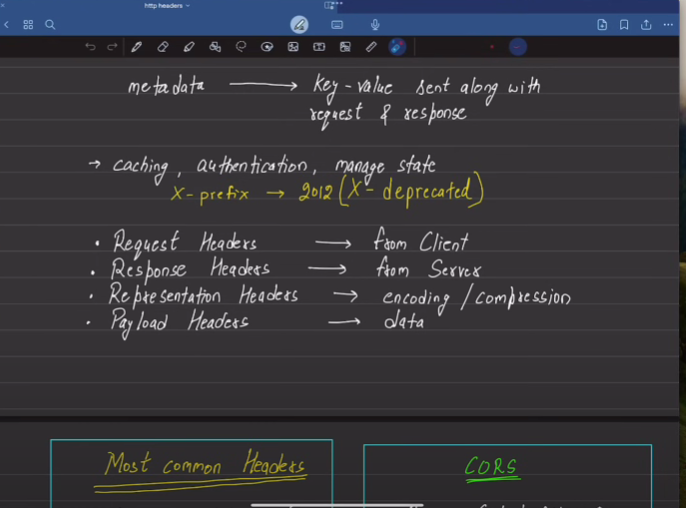 http headers
metadata → key-value sent along with
request & response
→ caching, authentication, manage state
X-prefix → 2012 (X-deprecated)
• Request Headers → from Client
• Response Headers → from Server
• Representation Headers → encoding/compression
• Payload Headers → data
Most common Headers
CORS